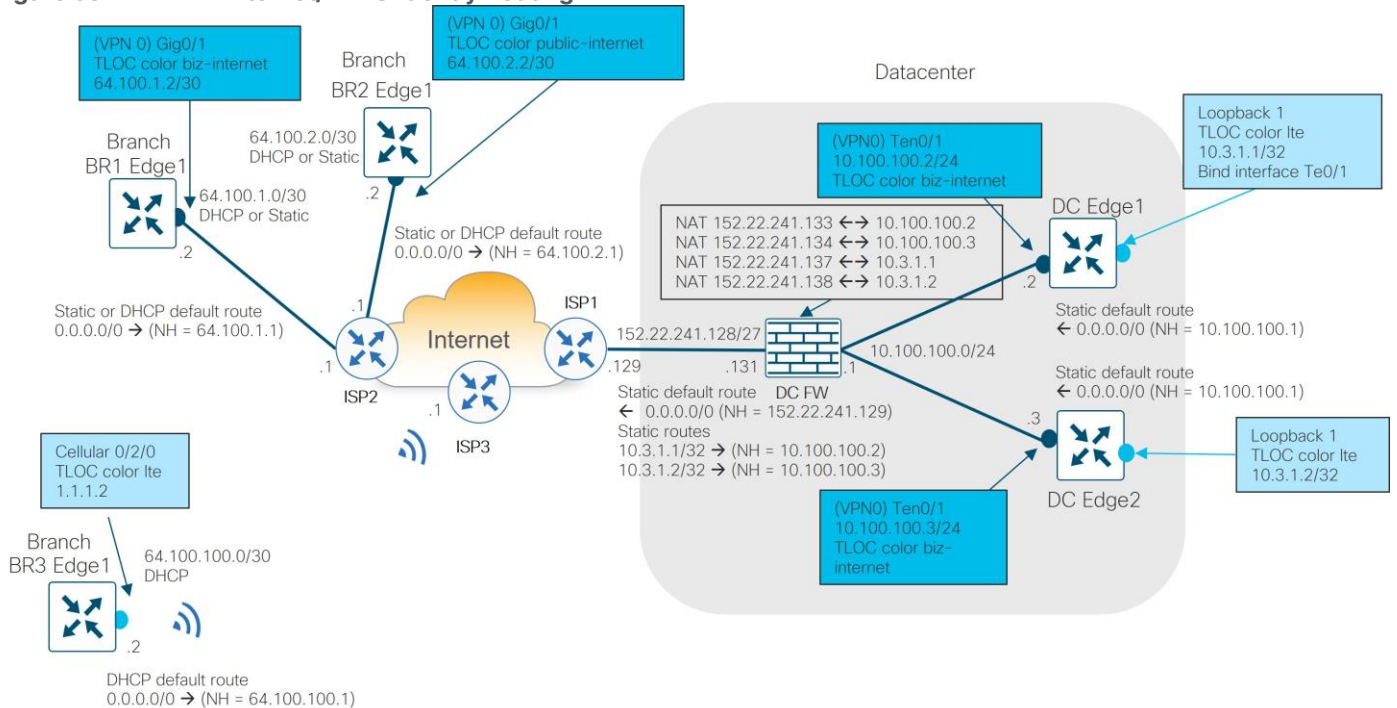 (VPN 0) Gig0/1
TLOC color biz-internet
64.100.1.2/30
(VPN 0) Gig0/1
TLOC color public-internet
64.100.2.2/30
Branch
BR2 Edge1
Datacenter
Branch
BR1 Edge1
64.100.2.0/30
DHCP or Static
.2
64.100.1.0/30
DHCP or Static
.2
(VPN0) Ten0/1
10.100.100.2/24
TLOC color biz-internet
Loopback 1
TLOC color lte
10.3.1.1/32
Bind interface Te0/1
DC Edge1
NAT 152.22.241.133 ←→ 10.100.100.2
NAT 152.22.241.134 ←→ 10.100.100.3
NAT 152.22.241.137 ←→ 10.3.1.1
NAT 152.22.241.138 ←→ 10.3.1.2
Static or DHCP default route
0.0.0.0/0 → (NH = 64.100.2.1)
.2
Static or DHCP default route
0.0.0.0/0 → (NH = 64.100.1.1)
.1
ISP1
Internet
.1
ISP2
.1
ISP3
152.22.241.128/27
.129
.131
.1
DC FW
10.100.100.0/24
Static default route
← 0.0.0.0/0 (NH = 10.100.100.1)
Static default route
← 0.0.0.0/0 (NH = 10.100.100.1)
Static default route
← 0.0.0.0/0 (NH = 152.22.241.129)
Static routes
10.3.1.1/32 → (NH = 10.100.100.2)
10.3.1.2/32 → (NH = 10.100.100.3)
.3
DC Edge2
Loopback 1
TLOC color lte
10.3.1.2/32
(VPN0) Ten0/1
10.100.100.3/24
TLOC color biz-
internet
Cellular 0/2/0
TLOC color lte
1.1.1.2
Branch
BR3 Edge1
64.100.100.0/30
DHCP
.2
DHCP default route
0.0.0.0/0 → (NH = 64.100.100.1)